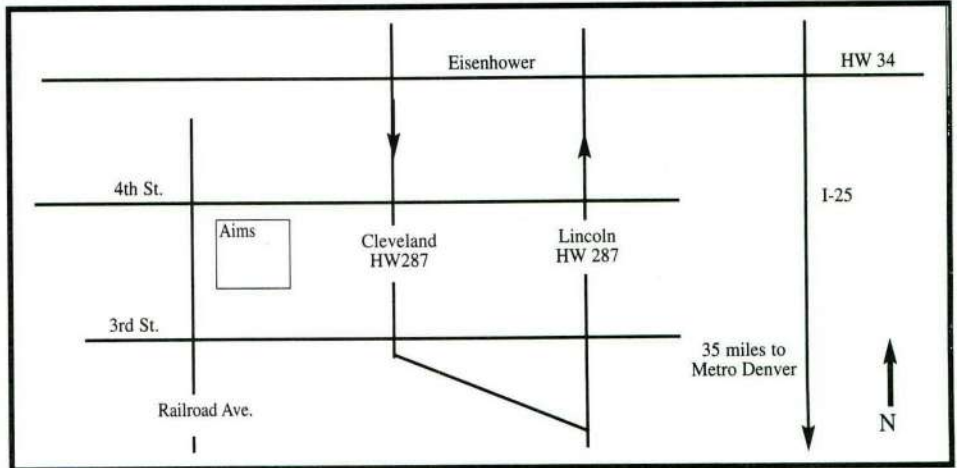 Eisenhower
HW 34
4th St.
I-25
Aims
Cleveland
HW287
Lincoln
HW 287
3rd St.
35 miles to
Metro Denver
Railroad Ave.
N